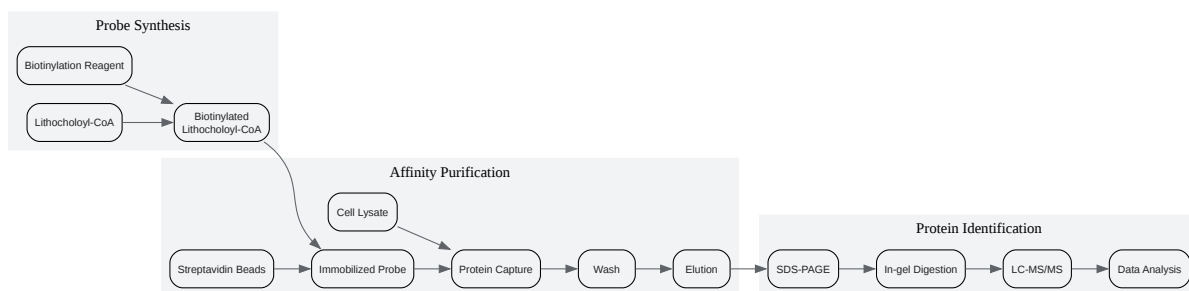 Probe Synthesis
Biotinylation Reagent
Lithocholoyl-CoA
Biotinylated
Lithocholoyl-CoA
Affinity Purification
Cell Lysate
Streptavidin Beads
Immobilized Probe
Protein Capture
Wash
Elution
Protein Identification
SDS-PAGE
In-gel Digestion
LC-MS/MS
Data Analysis